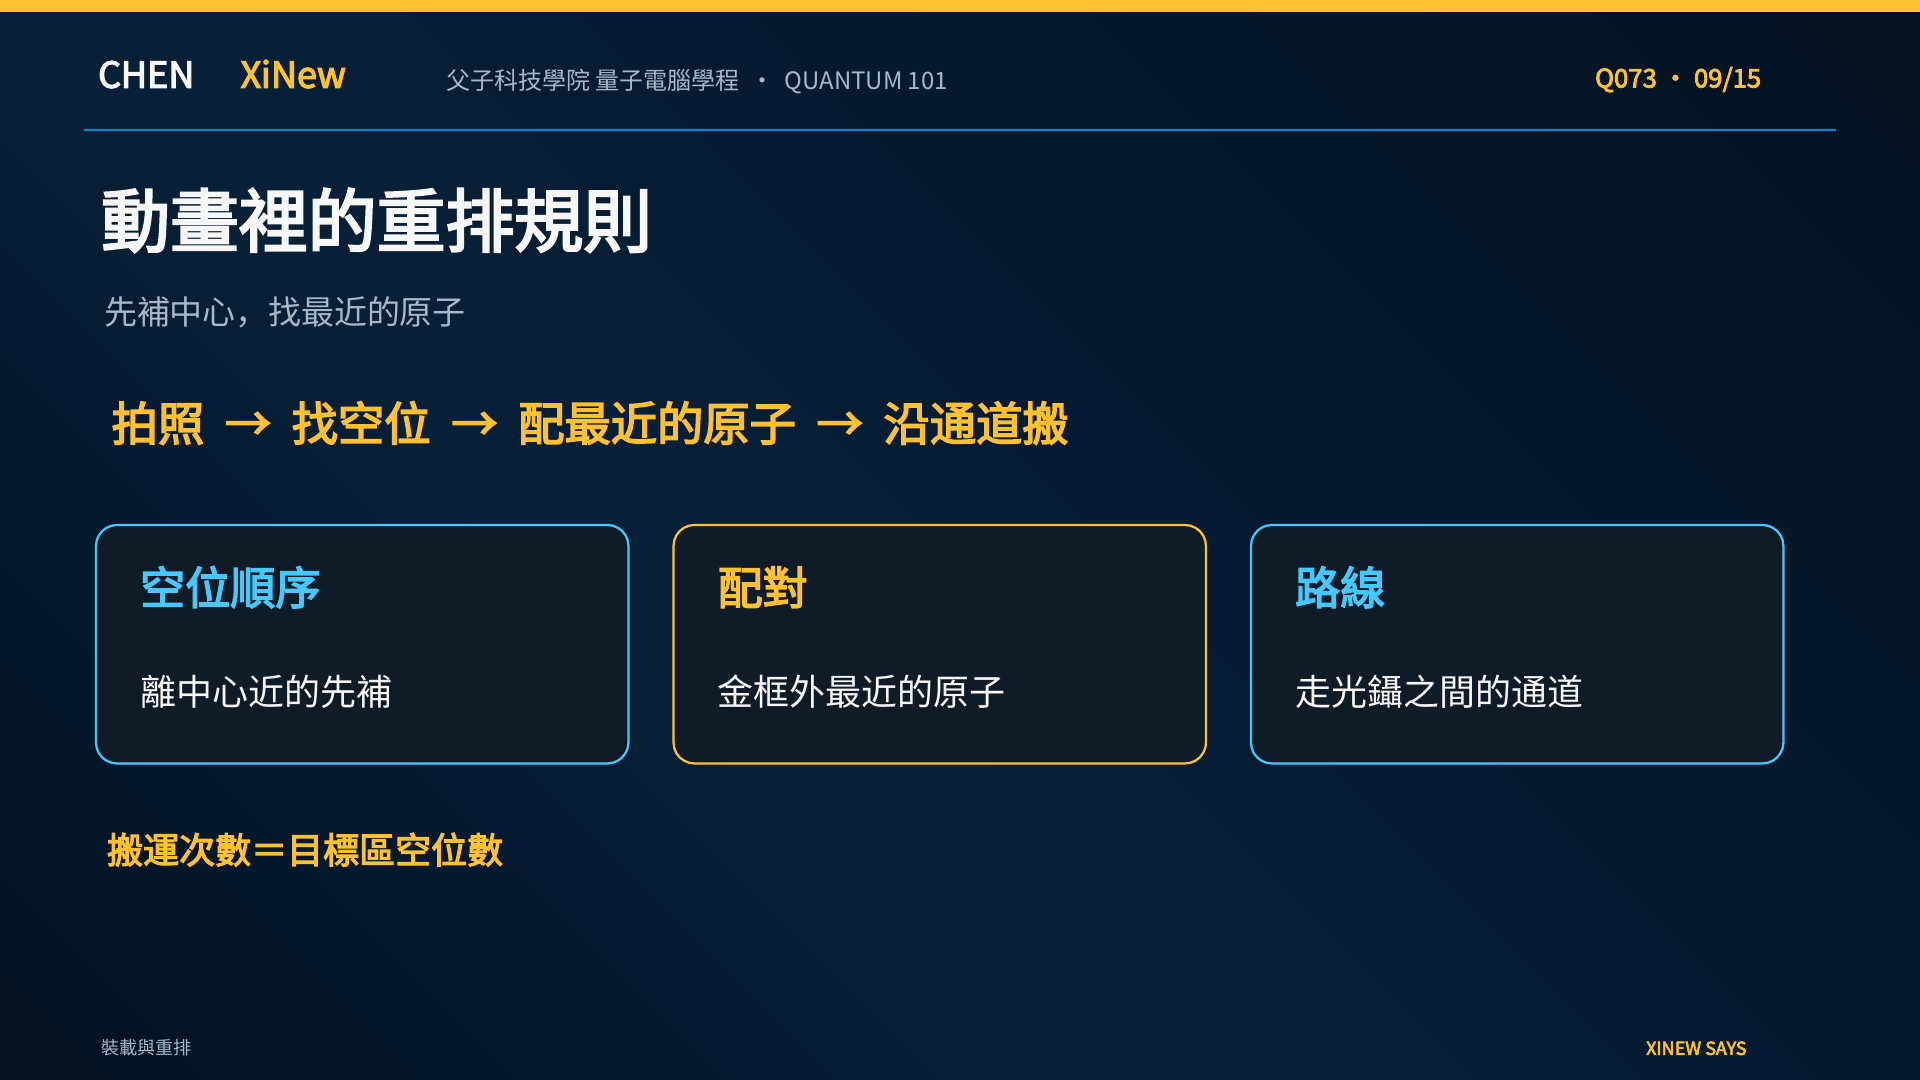 CHEN XiNew 父子科技學院 量子電腦學程 · QUANTUM 101 Q073 · 09/15
動畫裡的重排規則
先補中心，找最近的原子
拍照 → 找空位 → 配最近的原子 → 沿通道搬
空位順序
離中心近的先補
配對
金框外最近的原子
路線
走光鑷之間的通道
搬運次數＝目標區空位數
裝載與重排
XINEW SAYS